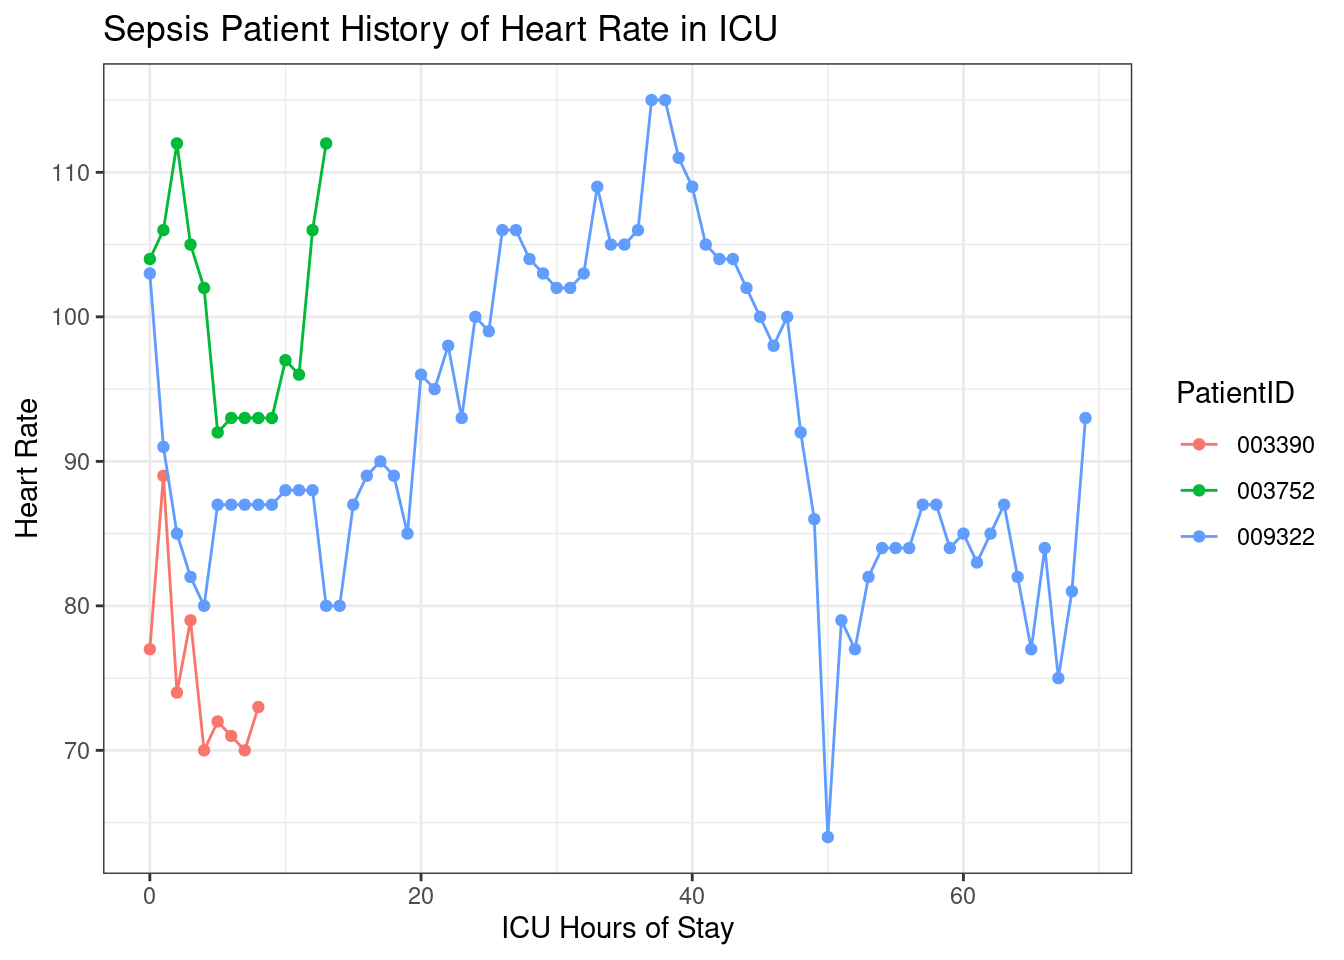 Sepsis Patient History of Heart Rate in ICU
110
100
90
80
70
Heart Rate
0 20 40 60
ICU Hours of Stay
PatientID
003390
003752
009322